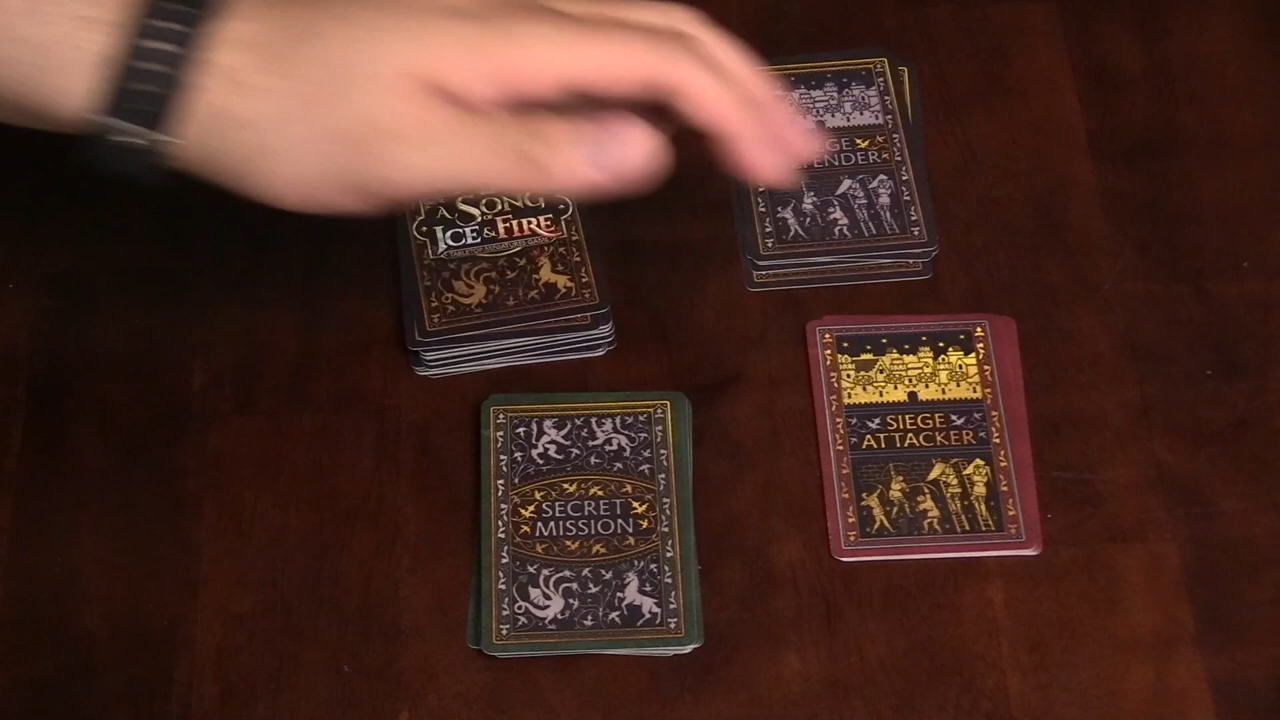 A SONG
OF
ICE & FIRE
TABLETOP MINIATURES GAME
SECRET
MISSION
SIEGE
ATTACKER